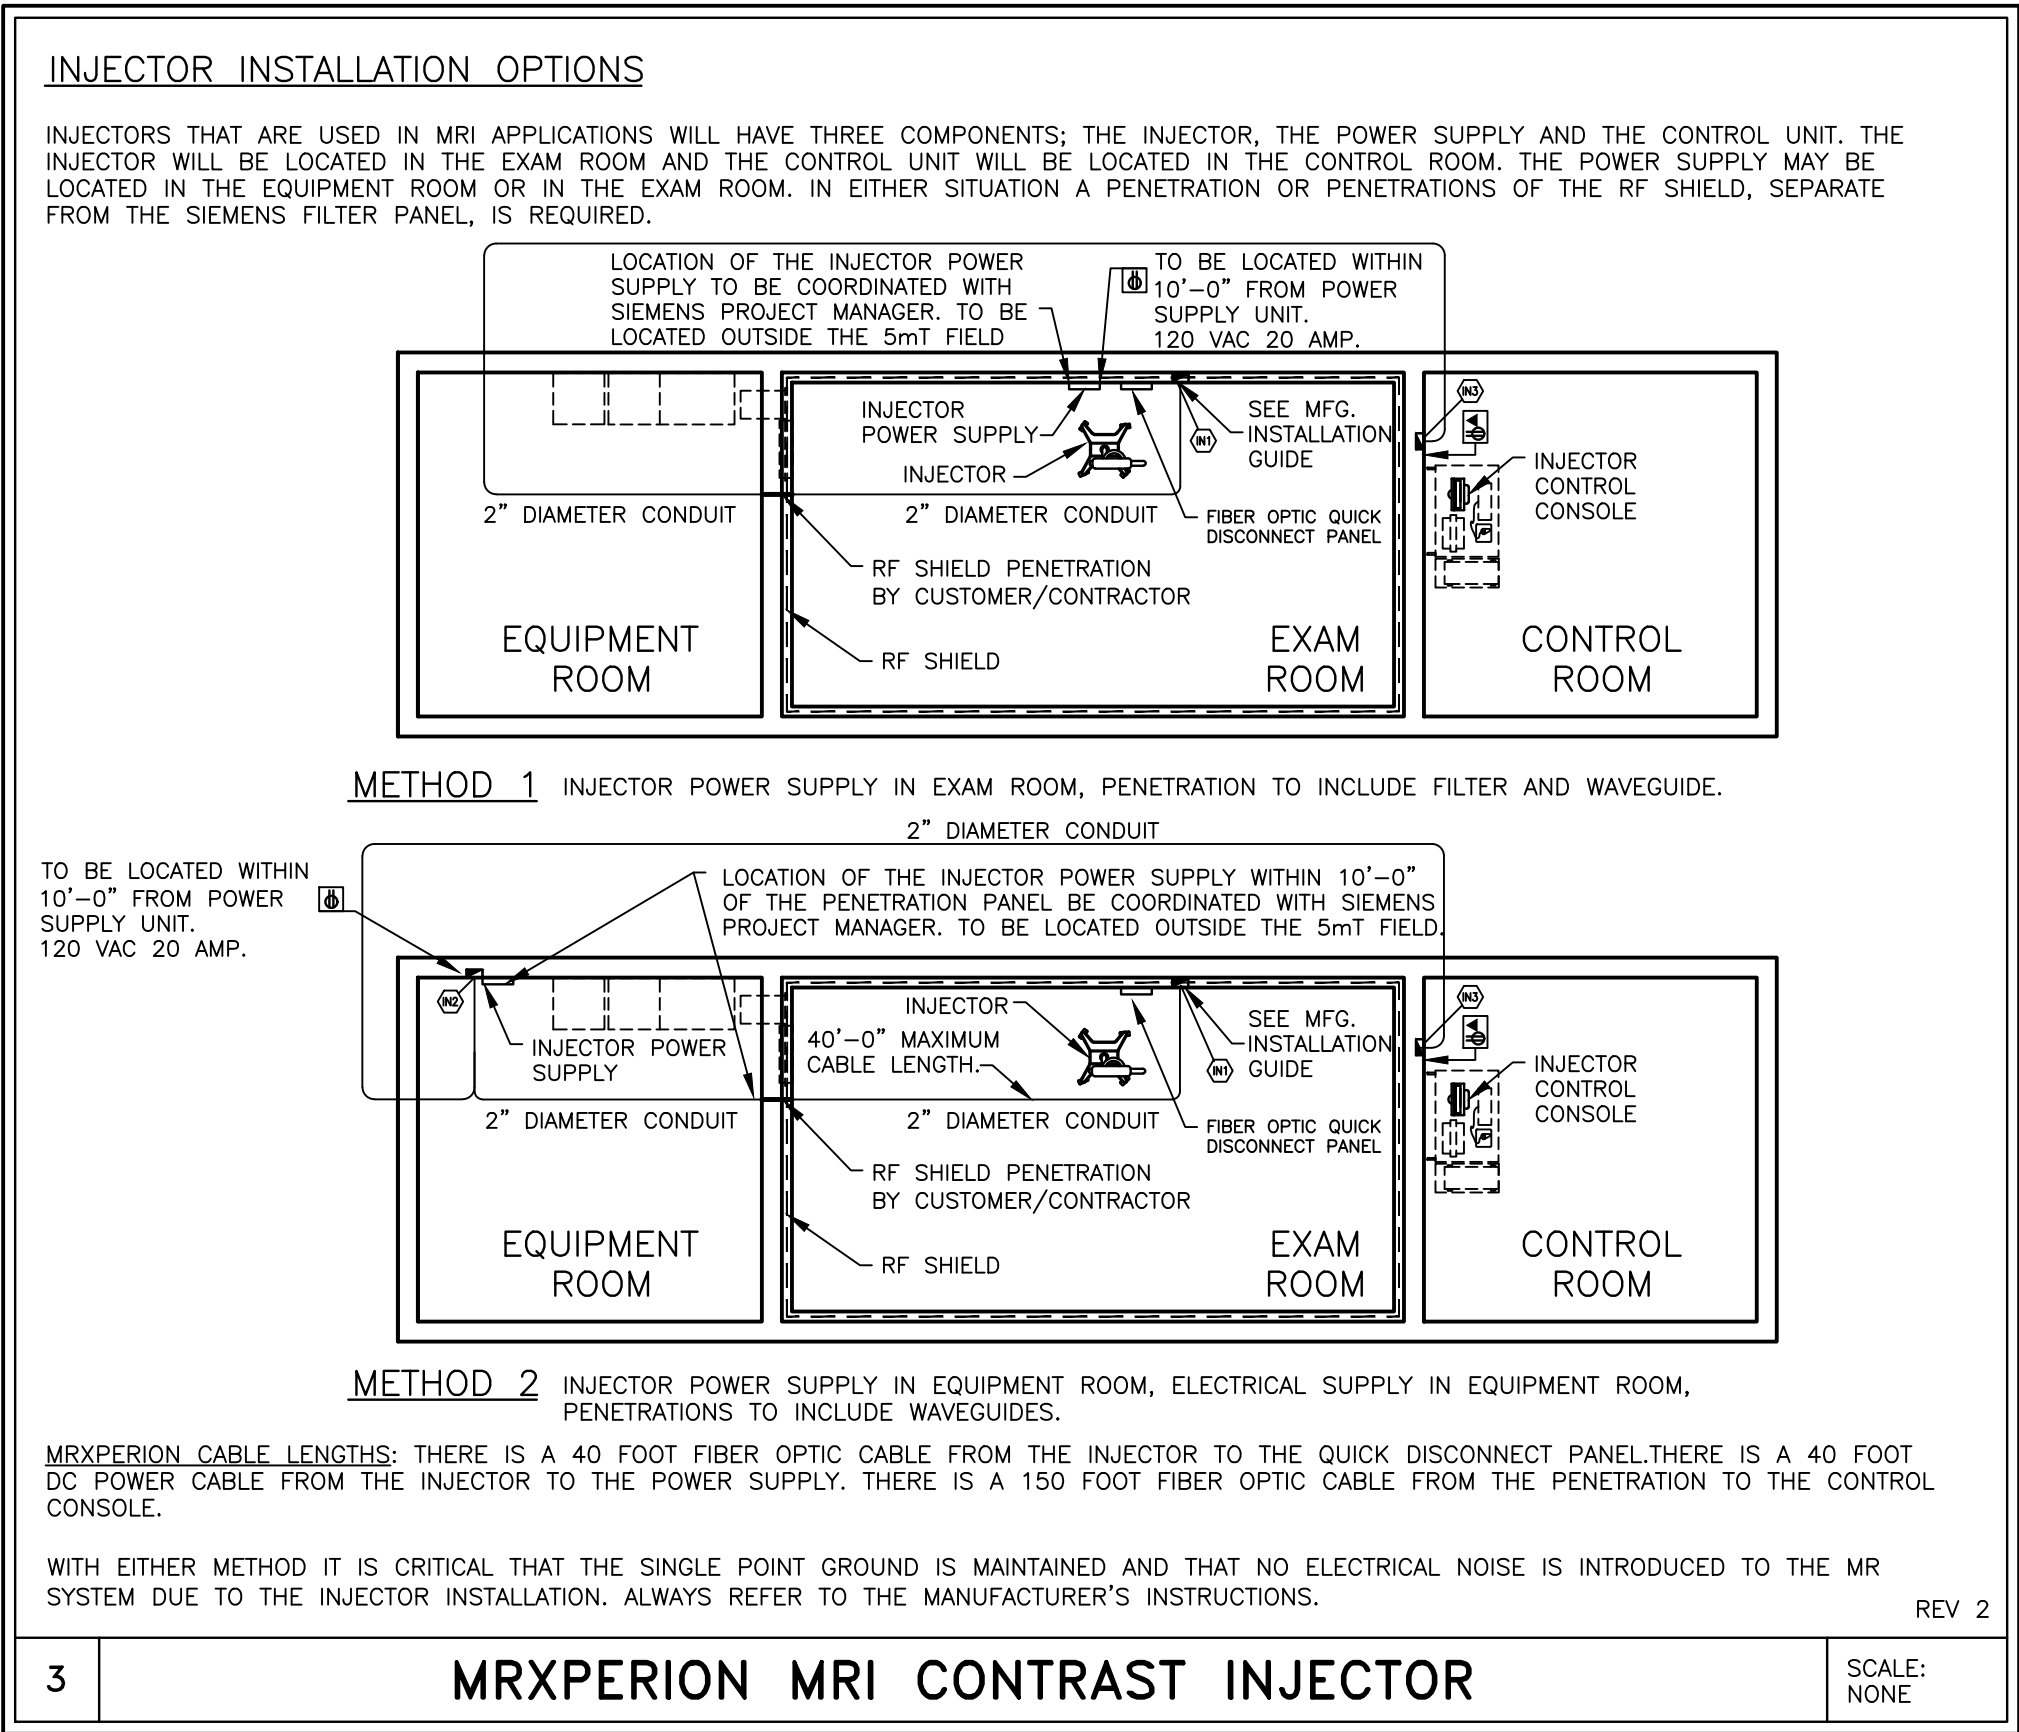 INJECTOR INSTALLATION OPTIONS
INJECTORS THAT ARE USED IN MRI APPLICATIONS WILL HAVE THREE COMPONENTS; THE INJECTOR, THE POWER SUPPLY AND THE CONTROL UNIT. THE
INJECTOR WILL BE LOCATED IN THE EXAM ROOM AND THE CONTROL UNIT WILL BE LOCATED IN THE CONTROL ROOM. THE POWER SUPPLY MAY BE
LOCATED IN THE EQUIPMENT ROOM OR IN THE EXAM ROOM. IN EITHER SITUATION A PENETRATION OR PENETRATIONS OF THE RF SHIELD, SEPARATE
FROM THE SIEMENS FILTER PANEL, IS REQUIRED.
LOCATION OF THE INJECTOR POWER
SUPPLY TO BE COORDINATED WITH
SIEMENS PROJECT MANAGER. TO BE
LOCATED OUTSIDE THE 5mT FIELD
TO BE LOCATED WITHIN
10'-0" FROM POWER
SUPPLY UNIT.
120 VAC 20 AMP.
INJECTOR
POWER SUPPLY
INJECTOR
IN1
SEE MFG.
INSTALLATION
GUIDE
IN3
INJECTOR
CONTROL
CONSOLE
2" DIAMETER CONDUIT
2" DIAMETER CONDUIT
FIBER OPTIC QUICK
DISCONNECT PANEL
RF SHIELD PENETRATION
BY CUSTOMER/CONTRACTOR
RF SHIELD
EQUIPMENT
ROOM
EXAM
ROOM
CONTROL
ROOM
METHOD 1 INJECTOR POWER SUPPLY IN EXAM ROOM, PENETRATION TO INCLUDE FILTER AND WAVEGUIDE.
2" DIAMETER CONDUIT
TO BE LOCATED WITHIN
10'-0" FROM POWER
SUPPLY UNIT.
120 VAC 20 AMP.
LOCATION OF THE INJECTOR POWER SUPPLY WITHIN 10'-0"
OF THE PENETRATION PANEL BE COORDINATED WITH SIEMENS
PROJECT MANAGER. TO BE LOCATED OUTSIDE THE 5mT FIELD.
IN2
INJECTOR POWER
SUPPLY
INJECTOR
40'-0" MAXIMUM
CABLE LENGTH.
IN1
SEE MFG.
INSTALLATION
GUIDE
IN3
INJECTOR
CONTROL
CONSOLE
2" DIAMETER CONDUIT
2" DIAMETER CONDUIT
FIBER OPTIC QUICK
DISCONNECT PANEL
RF SHIELD PENETRATION
BY CUSTOMER/CONTRACTOR
RF SHIELD
EQUIPMENT
ROOM
EXAM
ROOM
CONTROL
ROOM
METHOD 2 INJECTOR POWER SUPPLY IN EQUIPMENT ROOM, ELECTRICAL SUPPLY IN EQUIPMENT ROOM,
PENETRATIONS TO INCLUDE WAVEGUIDES.
MRXPERION CABLE LENGTHS: THERE IS A 40 FOOT FIBER OPTIC CABLE FROM THE INJECTOR TO THE QUICK DISCONNECT PANEL.THERE IS A 40 FOOT
DC POWER CABLE FROM THE INJECTOR TO THE POWER SUPPLY. THERE IS A 150 FOOT FIBER OPTIC CABLE FROM THE PENETRATION TO THE CONTROL
CONSOLE.
WITH EITHER METHOD IT IS CRITICAL THAT THE SINGLE POINT GROUND IS MAINTAINED AND THAT NO ELECTRICAL NOISE IS INTRODUCED TO THE MR
SYSTEM DUE TO THE INJECTOR INSTALLATION. ALWAYS REFER TO THE MANUFACTURER'S INSTRUCTIONS.
REV 2
3
MRXPERION MRI CONTRAST INJECTOR
SCALE:
NONE